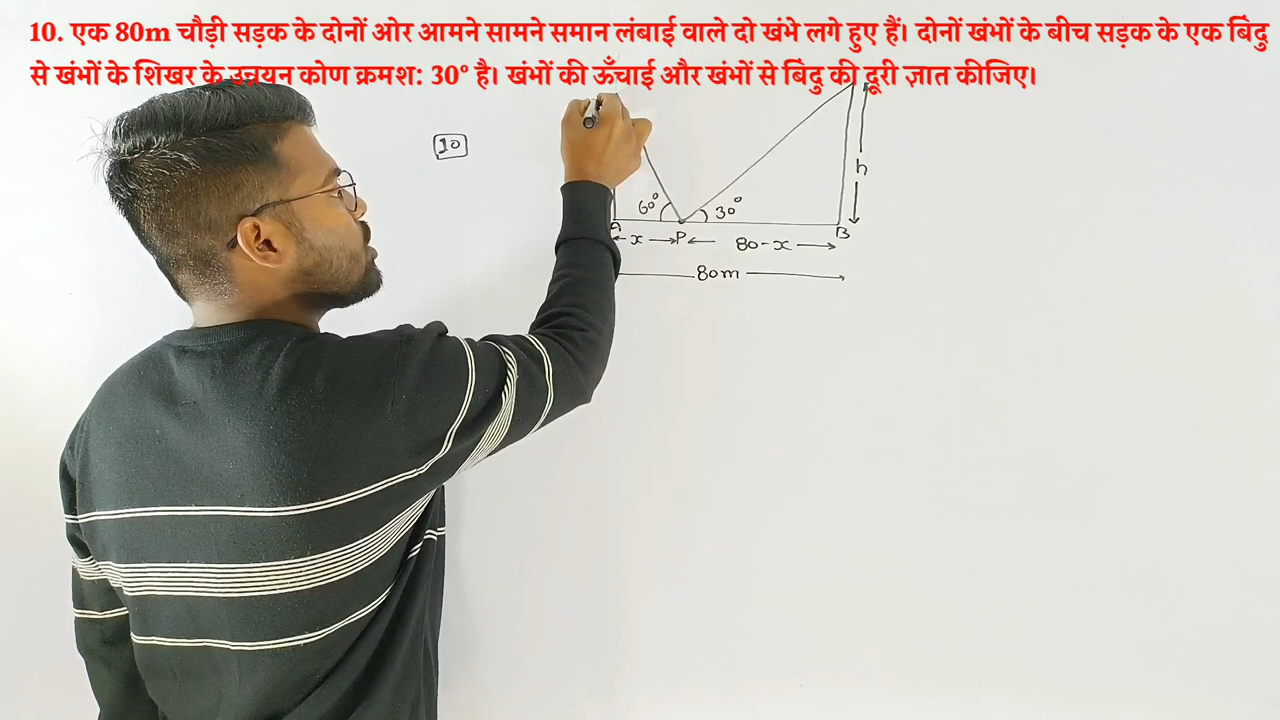 10. एक 80m चौड़ी सड़क के दोनों ओर आमने सामने समान लंबाई वाले दो खंभे लगे हुए हैं। दोनों खंभों के बीच सड़क के एक बिंदु
से खंभों के शिखर के उन्नयन कोण क्रमश: 30° है। खंभों की ऊँचाई और खंभों से बिंदु की दूरी ज्ञात कीजिए।
10
h
60° 30°
A x P 80-x B
80m